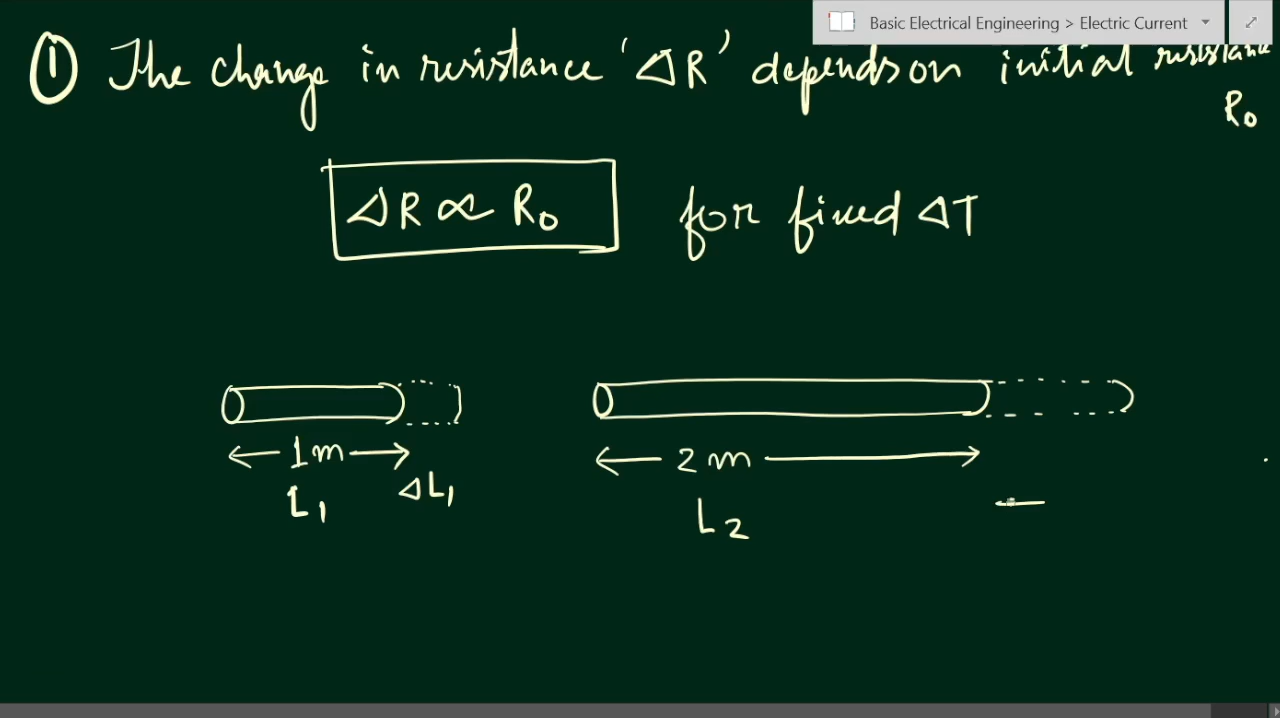 Basic Electrical Engineering > Electric Current
① The change in resistance 'ΔR' depends on initial resistance
R₀
ΔR ∝ R₀ for fixed ΔT
1m 2m
L₁ ΔL₁ L₂